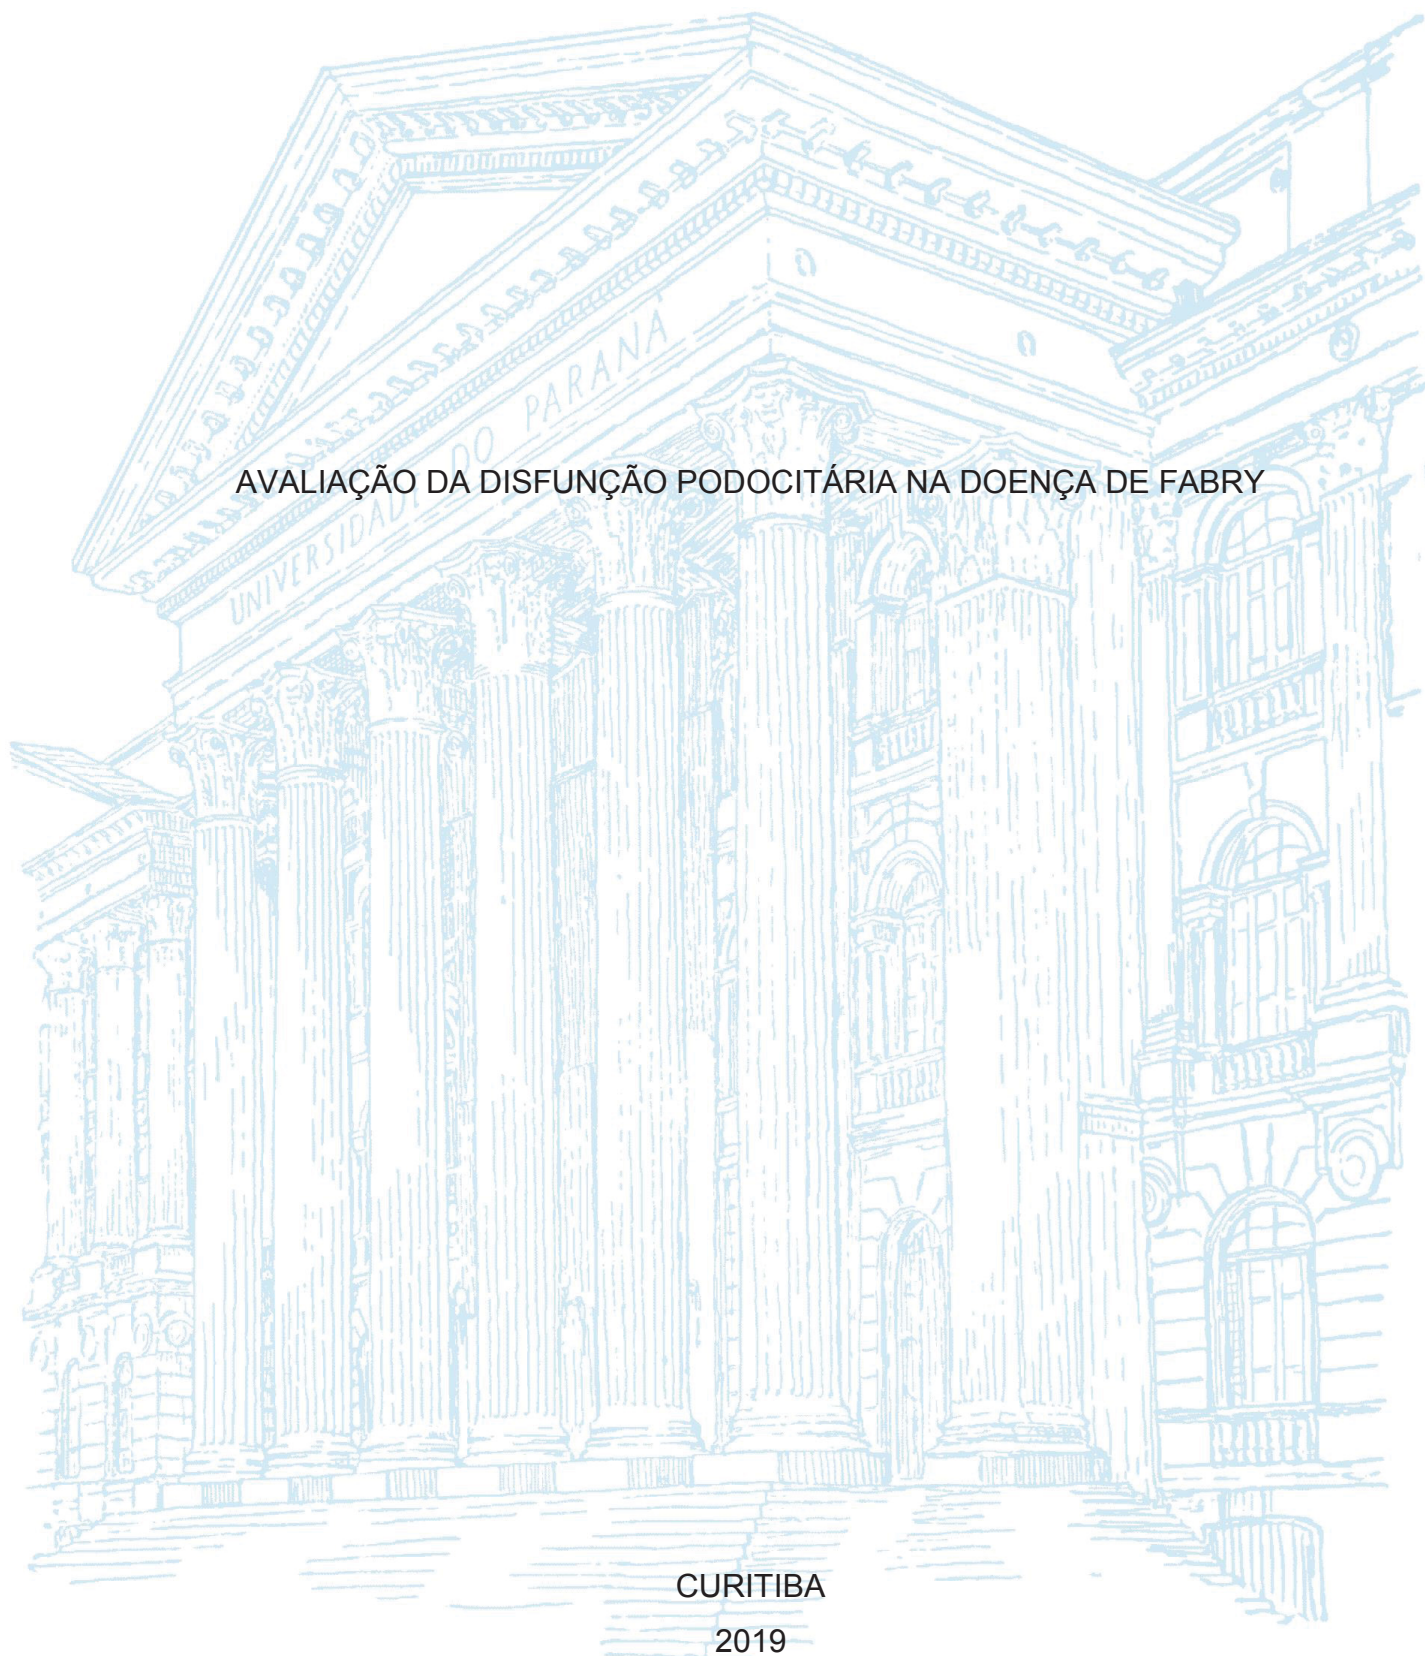 UNIVERSIDADE DO PARANÁ
AVALIAÇÃO DA DISFUNÇÃO PODOCITÁRIA NA DOENÇA DE FABRY
CURITIBA
2019